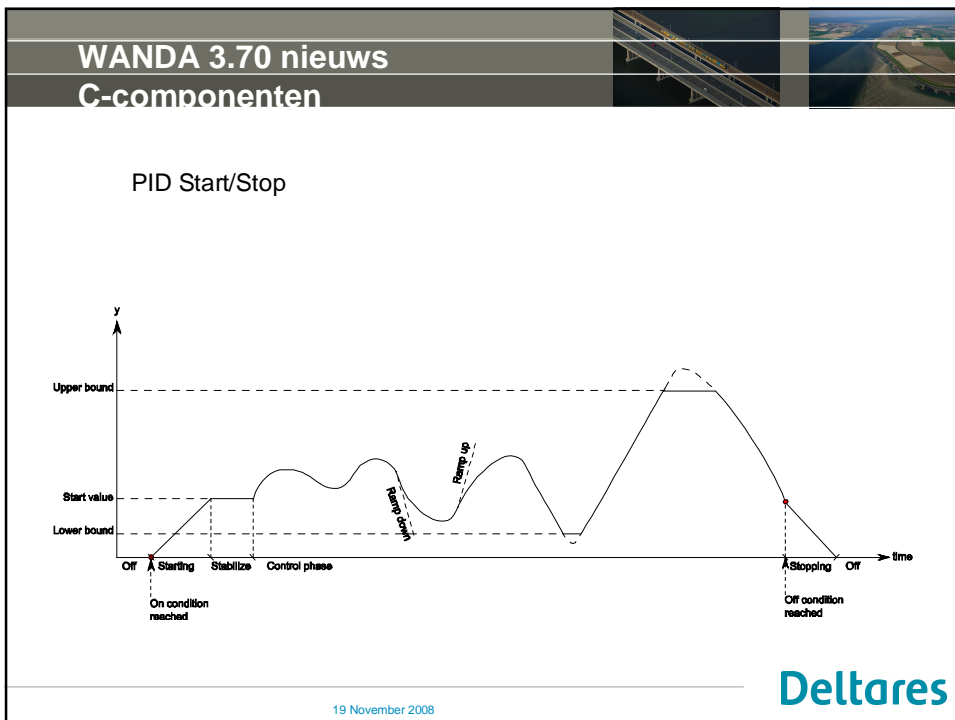 WANDA 3.70 nieuws
C-componenten
PID Start/Stop
y
Upper bound
Ramp up
Start value
Ramp down
Lower bound
time
Off
Starting
Stabilize
Control phase
Stopping
Off
On condition
reached
Off condition
reached
19 November 2008
Deltares